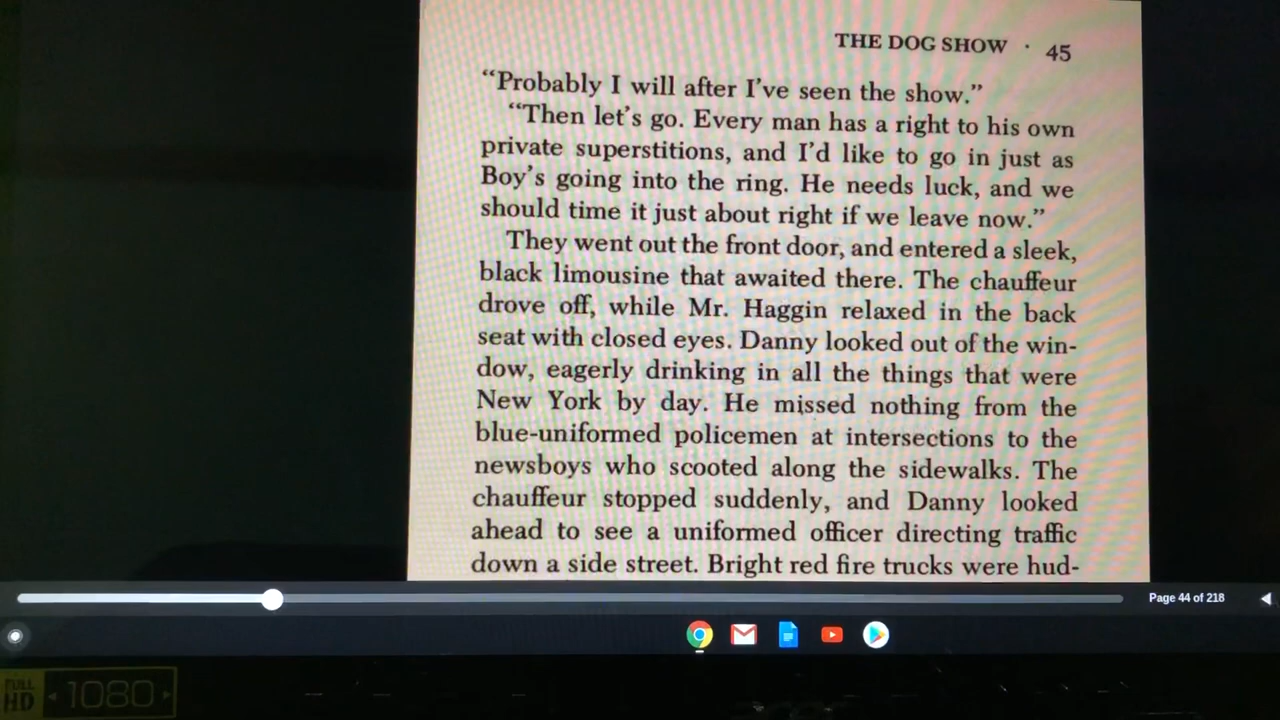 THE DOG SHOW · 45
“Probably I will after I’ve seen the show.”
“Then let’s go. Every man has a right to his own
private superstitions, and I’d like to go in just as
Boy’s going into the ring. He needs luck, and we
should time it just about right if we leave now.”
They went out the front door, and entered a sleek,
black limousine that awaited there. The chauffeur
drove off, while Mr. Haggin relaxed in the back
seat with closed eyes. Danny looked out of the win-
dow, eagerly drinking in all the things that were
New York by day. He missed nothing from the
blue-uniformed policemen at intersections to the
newsboys who scooted along the sidewalks. The
chauffeur stopped suddenly, and Danny looked
ahead to see a uniformed officer directing traffic
down a side street. Bright red fire trucks were hud-
Page 44 of 218
FULL HD 1080